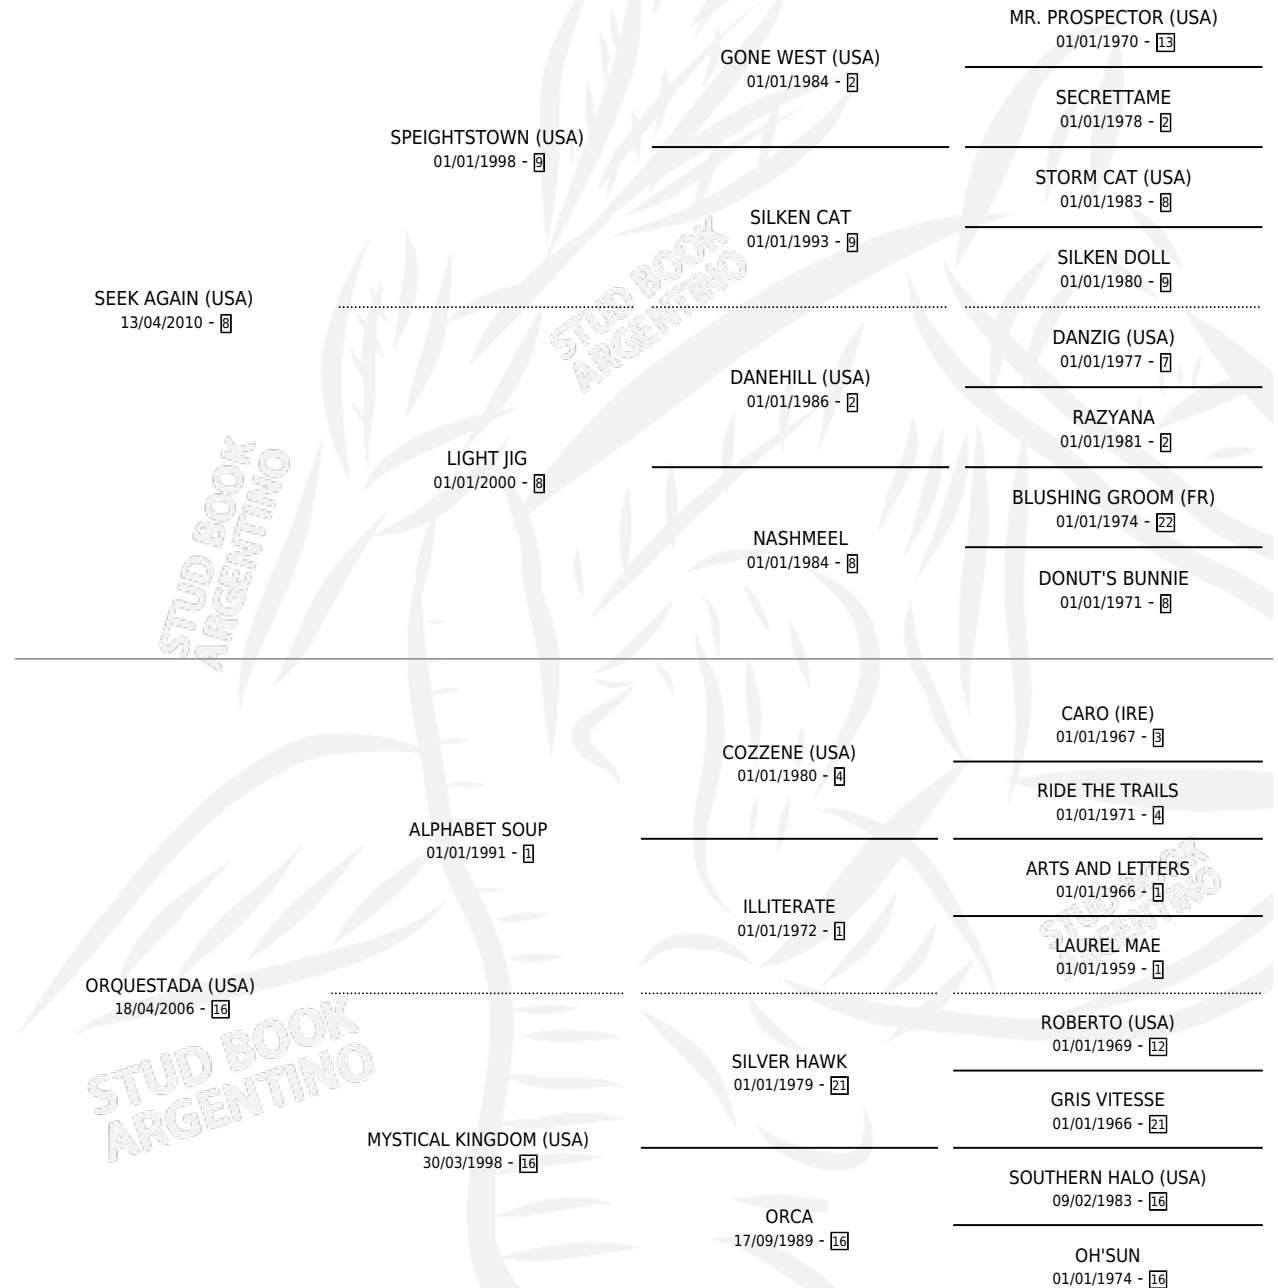 MR. PROSPECTOR (USA)
01/01/1970 - 13
GONE WEST (USA)
01/01/1984 - 2
SECRETTAME
01/01/1978 - 2
SPEIGHTSTOWN (USA)
01/01/1998 - 9
STORM CAT (USA)
01/01/1983 - 8
SILKEN CAT
01/01/1993 - 9
SILKEN DOLL
01/01/1980 - 9
SEEK AGAIN (USA)
13/04/2010 - 8
DANZIG (USA)
01/01/1977 - 7
DANEHILL (USA)
01/01/1986 - 2
RAZYANA
01/01/1981 - 2
LIGHT JIG
01/01/2000 - 8
BLUSHING GROOM (FR)
01/01/1974 - 22
NASHMEEL
01/01/1984 - 8
DONUT'S BUNNIE
01/01/1971 - 8
CARO (IRE)
01/01/1967 - 3
COZZENE (USA)
01/01/1980 - 4
RIDE THE TRAILS
01/01/1971 - 4
ALPHABET SOUP
01/01/1991 - 1
ARTS AND LETTERS
01/01/1966 - 1
ILLITERATE
01/01/1972 - 1
LAUREL MAE
01/01/1959 - 1
ORQUESTADA (USA)
18/04/2006 - 16
ROBERTO (USA)
01/01/1969 - 12
SILVER HAWK
01/01/1979 - 21
GRIS VITESSE
01/01/1966 - 21
MYSTICAL KINGDOM (USA)
30/03/1998 - 16
SOUTHERN HALO (USA)
09/02/1983 - 16
ORCA
17/09/1989 - 16
OH'SUN
01/01/1974 - 16
STUD BOOK
ARGENTINO
STUD BOOK
ARGENTINO
STUD BOOK
ARGENTINO
STUD BOOK
ARGENTINO